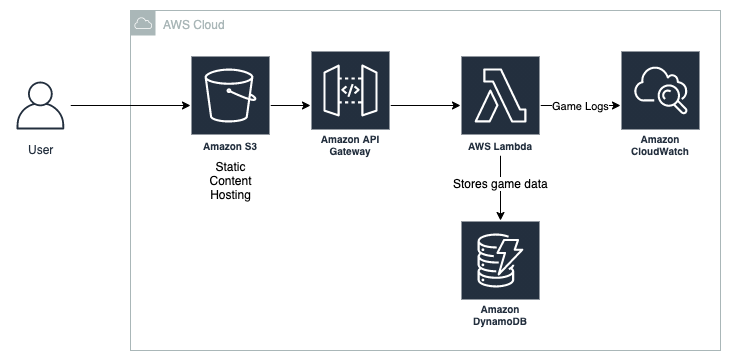 AWS Cloud
User
Amazon S3
Static
Content
Hosting
</>
Amazon API
Gateway
AWS Lambda
Game Logs
Amazon
CloudWatch
Stores game data
Amazon
DynamoDB